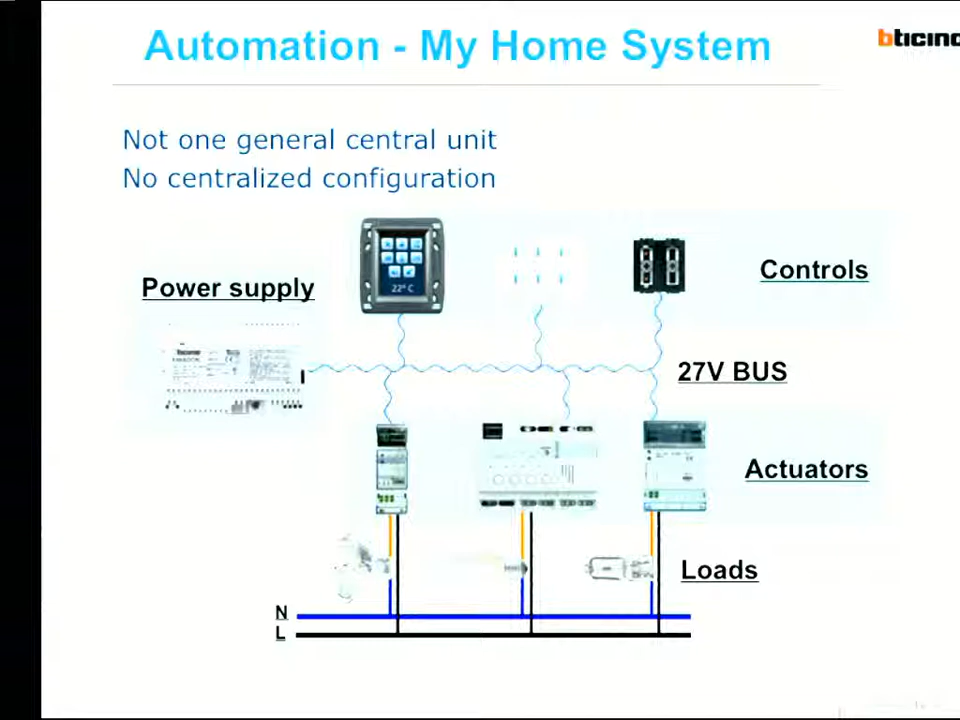 Automation - My Home System
bticino
Not one general central unit
No centralized configuration
Controls
Power supply
22° C
27V BUS
Actuators
Loads
N
L